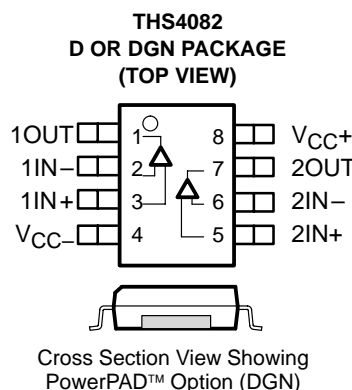 THS4082
D OR DGN PACKAGE
(TOP VIEW)
1OUT 1 8 VCC+
1IN− 2 7 2OUT
1IN+ 3 6 2IN−
VCC− 4 5 2IN+
Cross Section View Showing
PowerPAD™ Option (DGN)